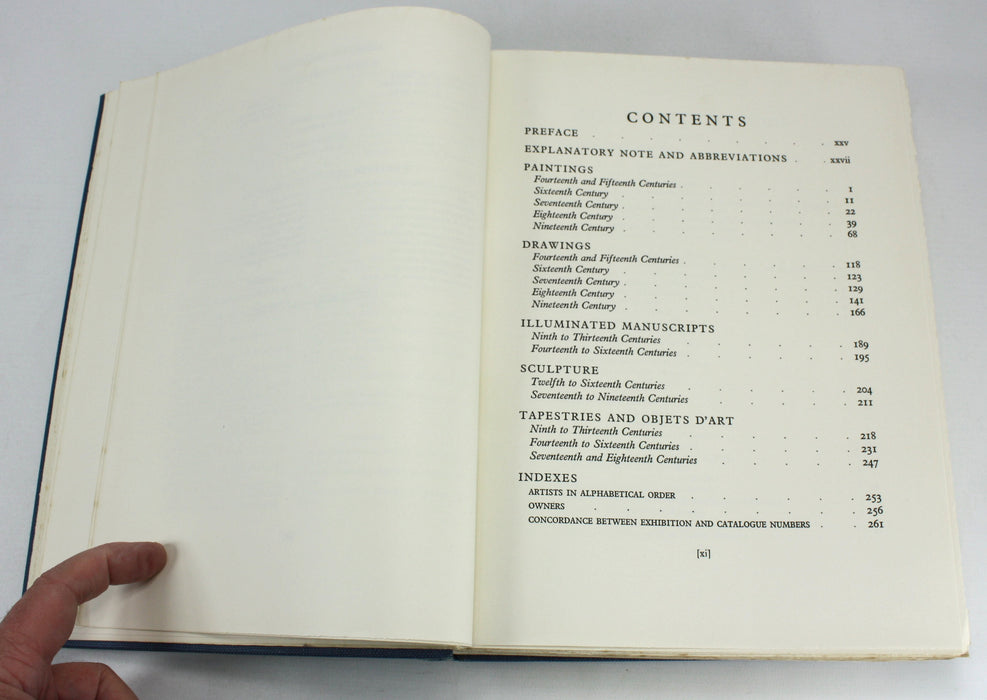 CONTENTS
PREFACE . . . . . . . . xxv
EXPLANATORY NOTE AND ABBREVIATIONS . . xxvii
PAINTINGS
Fourteenth and Fifteenth Centuries . . . . . . 1
Sixteenth Century . . . . . . . . 11
Seventeenth Century . . . . . . . . 22
Eighteenth Century . . . . . . . . 39
Nineteenth Century . . . . . . . . 68
DRAWINGS
Fourteenth and Fifteenth Centuries . . . . . . 118
Sixteenth Century . . . . . . . . 123
Seventeenth Century . . . . . . . . 129
Eighteenth Century . . . . . . . . 141
Nineteenth Century . . . . . . . . 166
ILLUMINATED MANUSCRIPTS
Ninth to Thirteenth Centuries . . . . . . 189
Fourteenth to Sixteenth Centuries . . . . . . 195
SCULPTURE
Twelfth to Sixteenth Centuries . . . . . . 204
Seventeenth to Nineteenth Centuries . . . . . 211
TAPESTRIES AND OBJETS D'ART
Ninth to Thirteenth Centuries . . . . . . 218
Fourteenth to Sixteenth Centuries . . . . . . 231
Seventeenth and Eighteenth Centuries . . . . . 247
INDEXES
ARTISTS IN ALPHABETICAL ORDER . . . . . . 253
OWNERS . . . . . . . . . 256
CONCORDANCE BETWEEN EXHIBITION AND CATALOGUE NUMBERS . . 261
[xi]